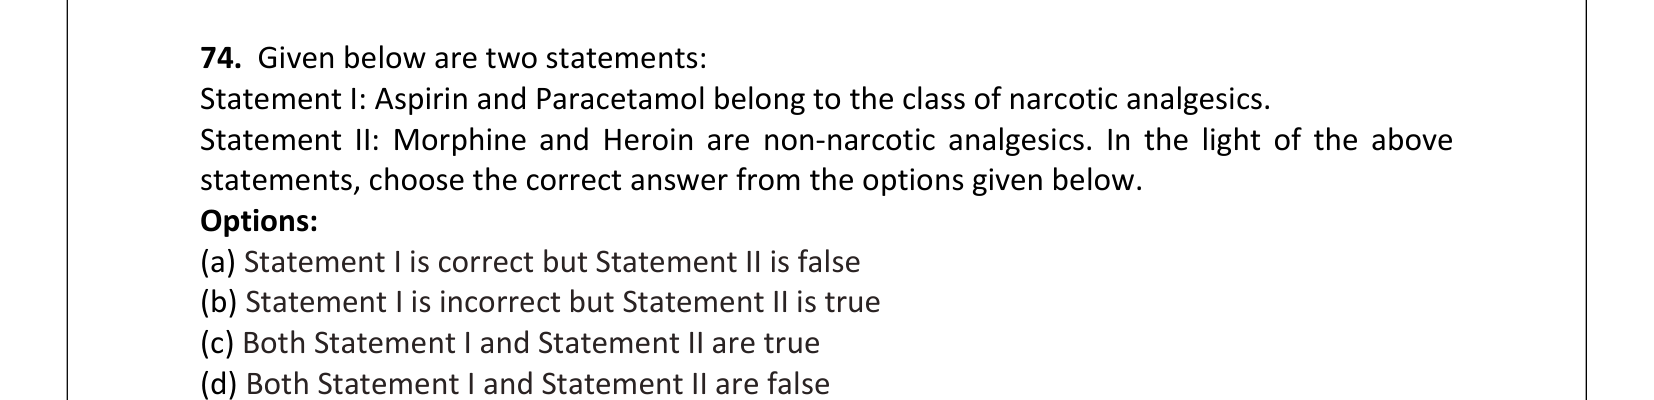 74. Given below are two statements:
Statement I: Aspirin and Paracetamol belong to the class of narcotic analgesics.
Statement II: Morphine and Heroin are non-narcotic analgesics. In the light of the above
statements, choose the correct answer from the options given below.
Options:
(a) Statement I is correct but Statement II is false
(b) Statement I is incorrect but Statement II is true
(c) Both Statement I and Statement II are true
(d) Both Statement I and Statement II are false